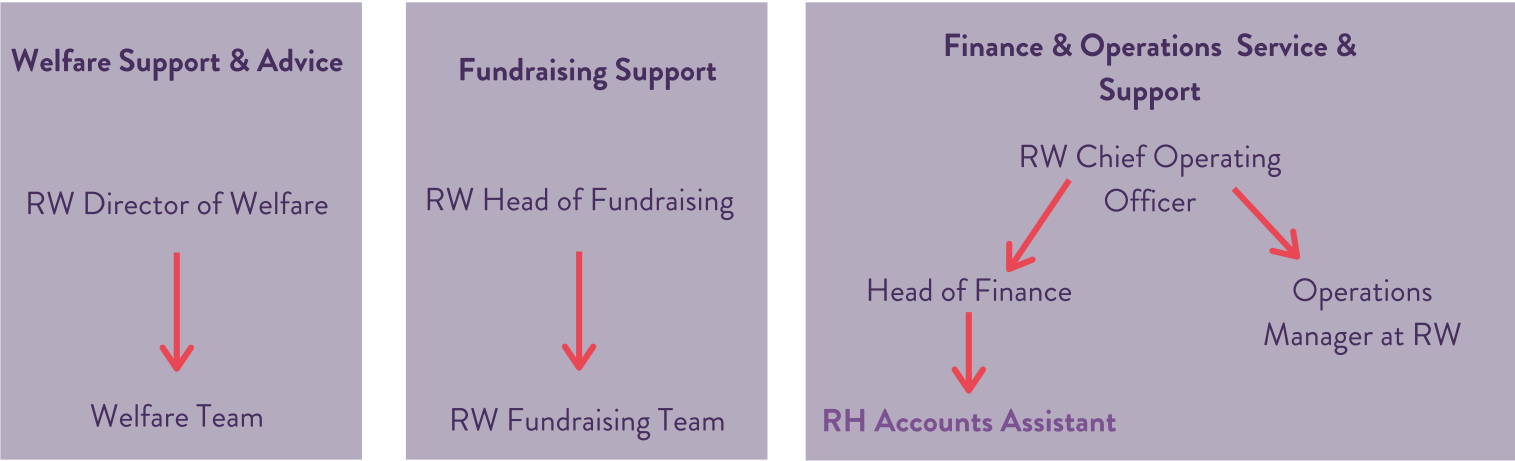 Welfare Support & Advice
RW Director of Welfare
Welfare Team
Fundraising Support
RW Head of Fundraising
RW Fundraising Team
Finance & Operations Service &
Support
RW Chief Operating
Officer
Head of Finance
Operations
Manager at RW
RH Accounts Assistant